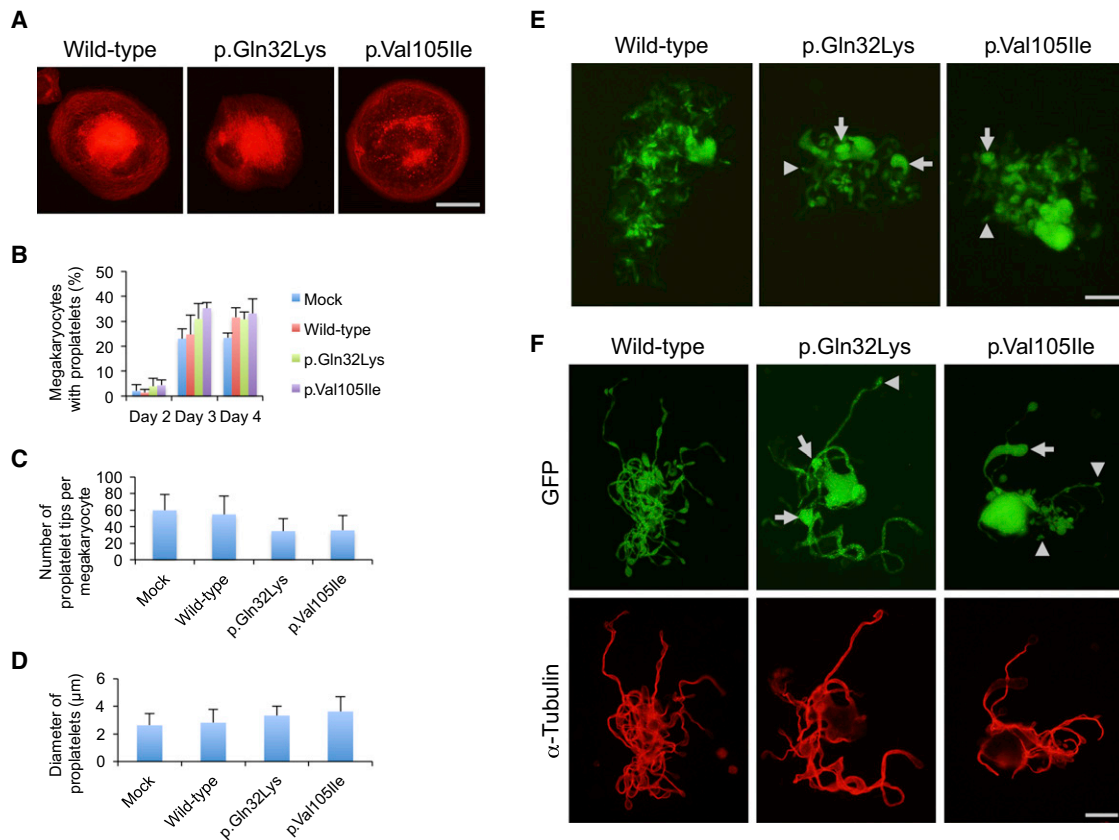 A
Wild-type p.Gln32Lys p.Val105Ile
B
Megakaryocytes
with proplatelets (%)
50
40
30
20
10
0
Day 2 Day 3 Day 4
Mock
Wild-type
p.Gln32Lys
p.Val105Ile
C
Number of
proplatelet tips per
megakaryocyte
100
80
60
40
20
0
Mock
Wild-type
p.Gln32Lys
p.Val105Ile
D
Diameter of
proplatelets (μm)
6
4
2
0
Mock
Wild-type
p.Gln32Lys
p.Val105Ile
E
Wild-type p.Gln32Lys p.Val105Ile
F
Wild-type p.Gln32Lys p.Val105Ile
GFP
α-Tubulin